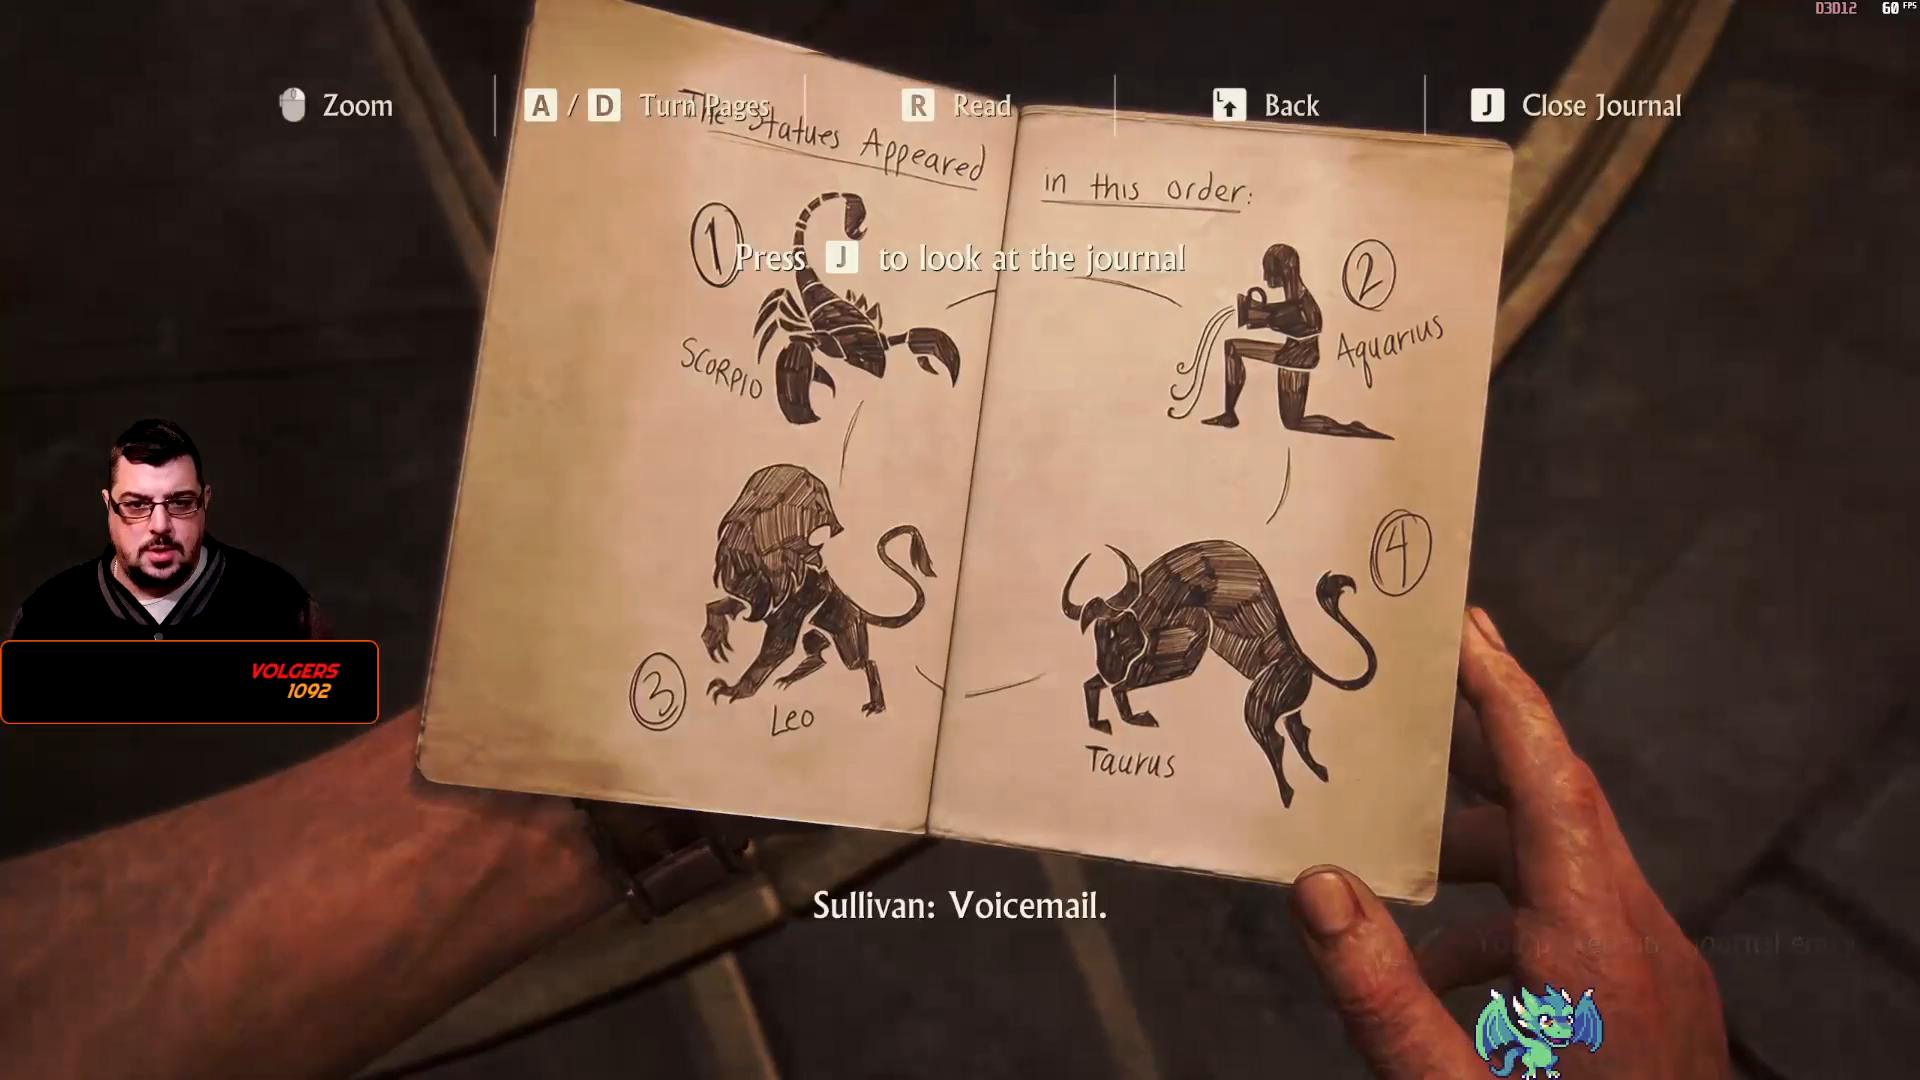 D3D12 60 FPS
Zoom
A / D Turn Pages
R Read
Back
J Close Journal
The Statues Appeared
in this order:
1
Press J to look at the journal
2
SCORPIO
Aquarius
3
Leo
4
Taurus
VOLGERS
1092
Sullivan: Voicemail.